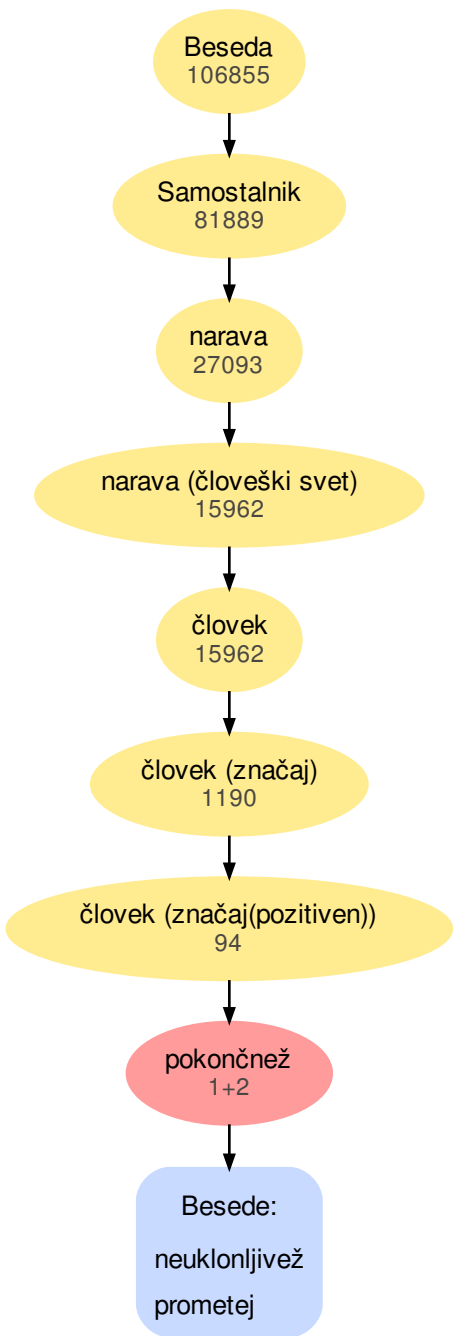 Beseda
106855
Samostalnik
81889
narava
27093
narava (človeški svet)
15962
človek
15962
človek (značaj)
1190
človek (značaj(pozitiven))
94
pokončnež
1+2
Besede:
neuklonljivež
prometej